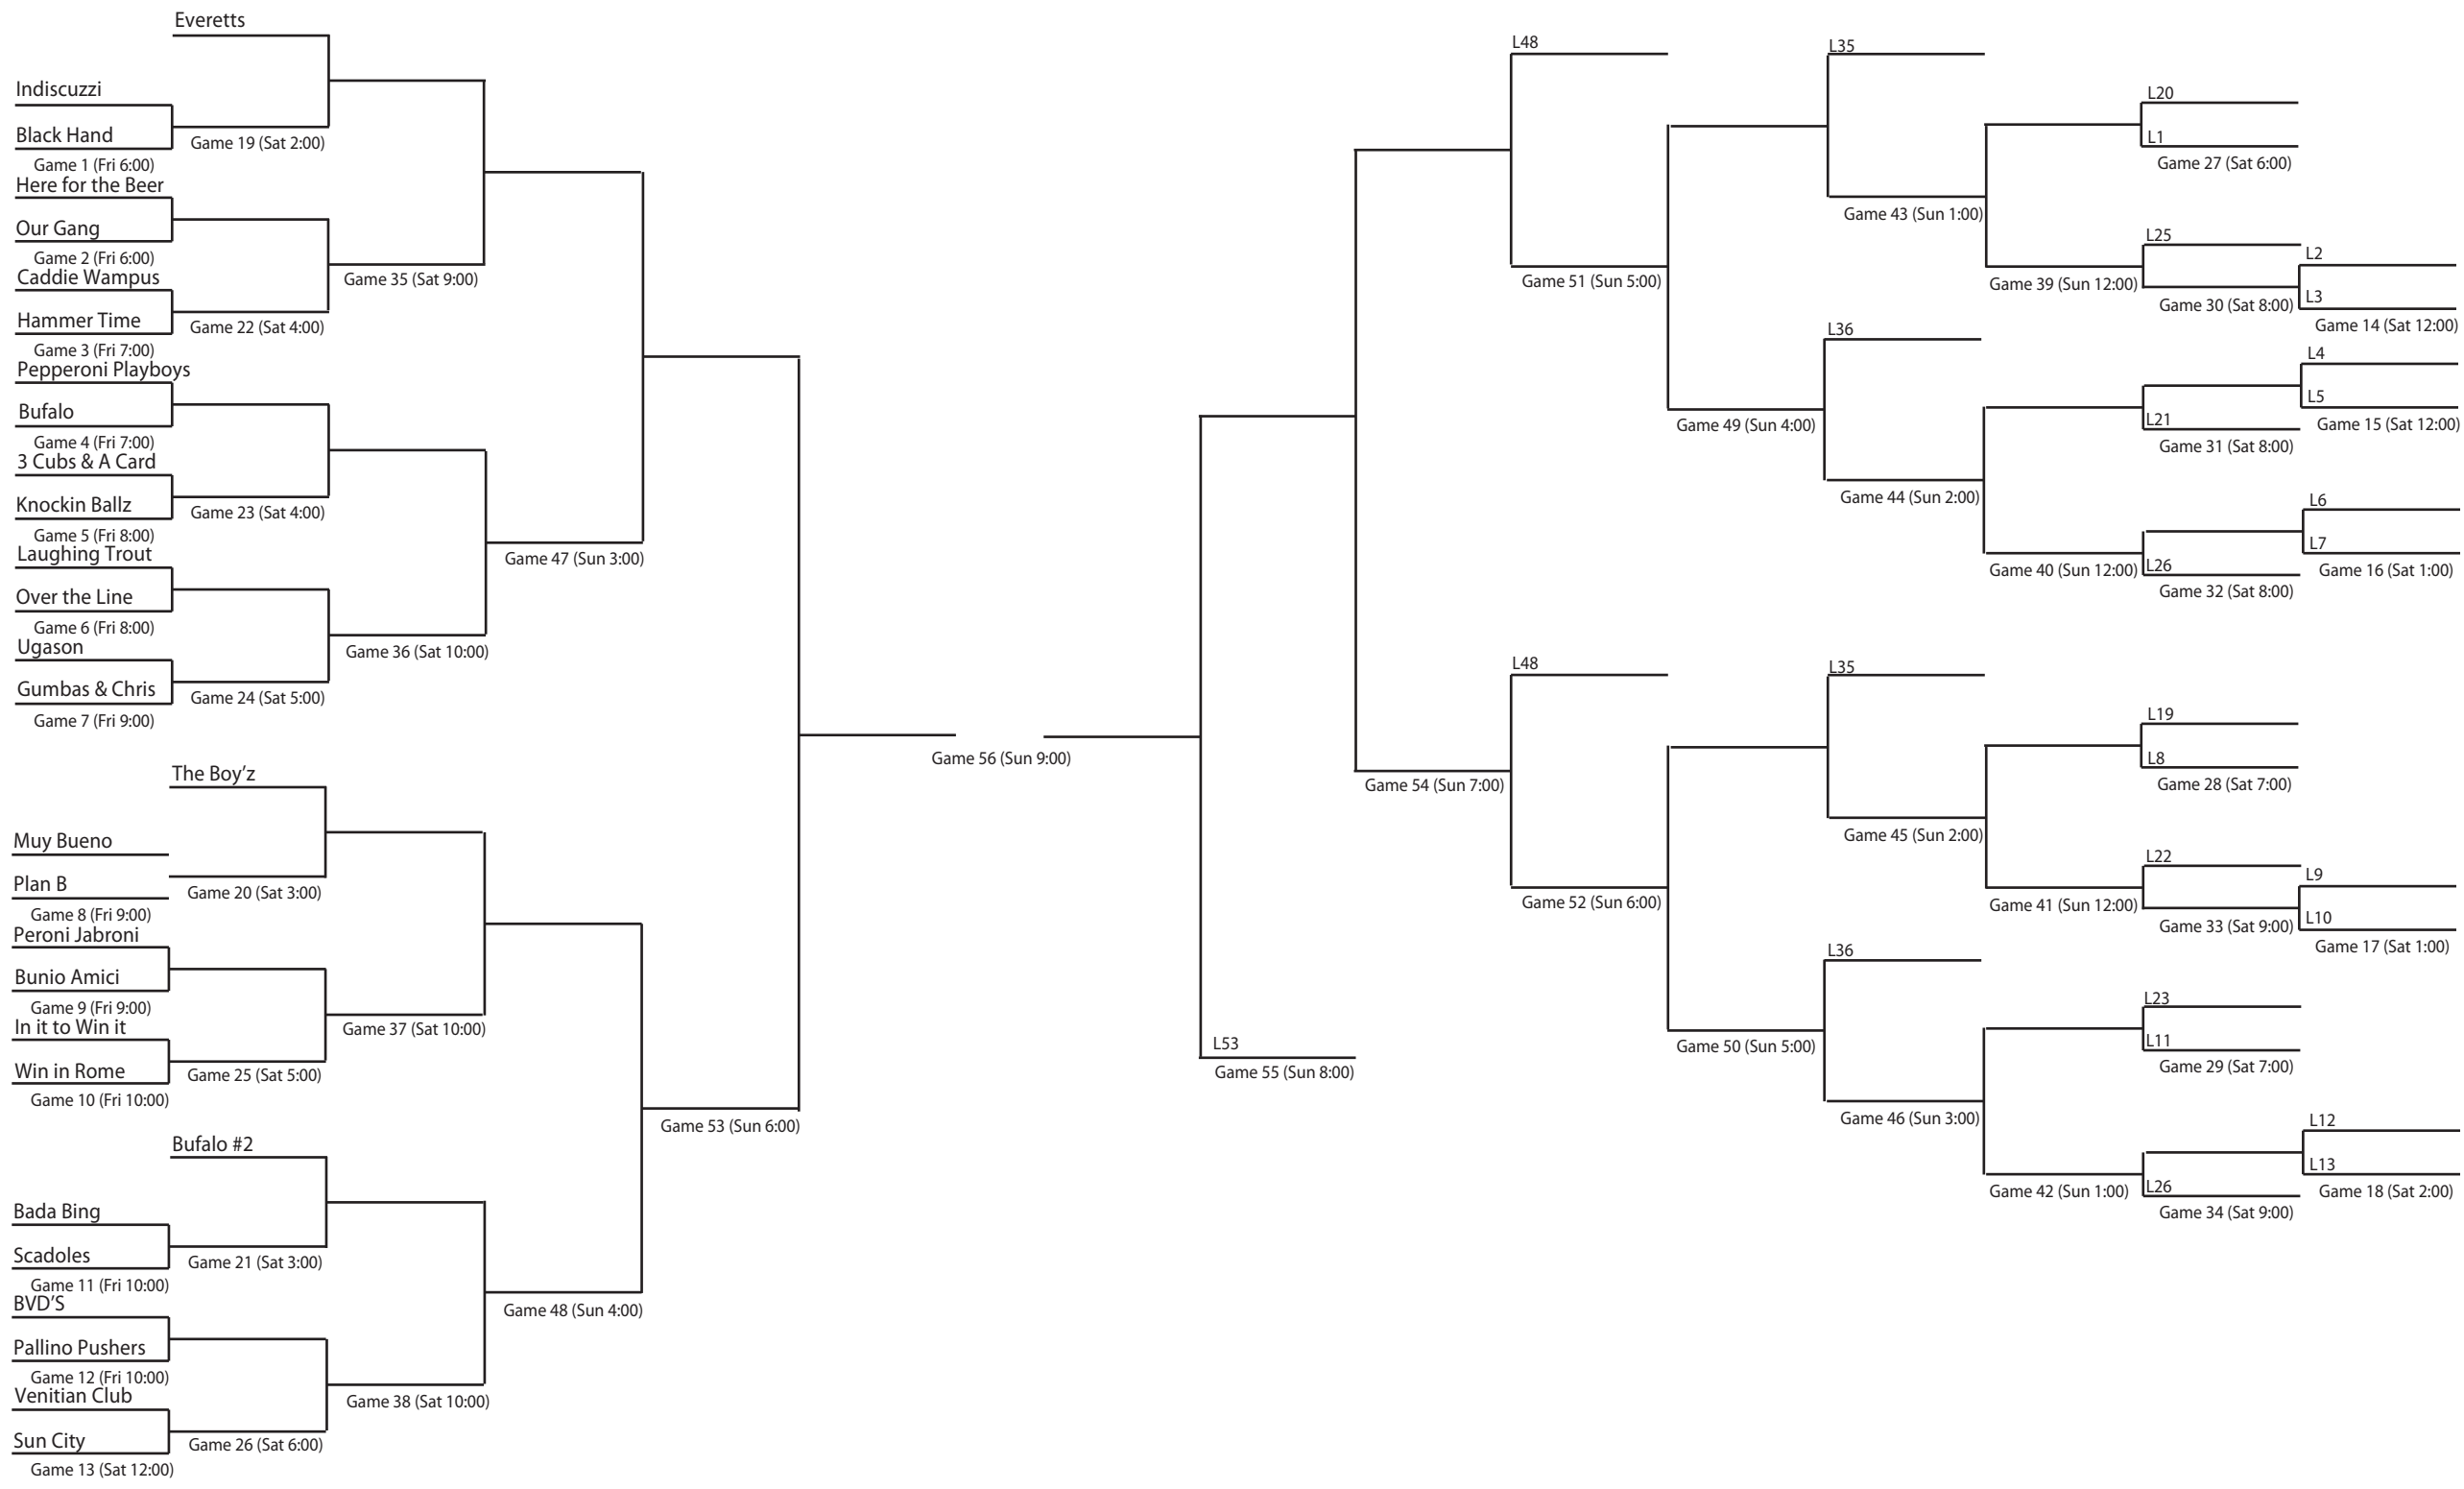 Everetts
Indiscuzzi
Black Hand
Game 19 (Sat 2:00)
Game 1 (Fri 6:00)
Here for the Beer
Our Gang
Game 2 (Fri 6:00)
Game 35 (Sat 9:00)
Caddie Wampus
Hammer Time
Game 22 (Sat 4:00)
Game 3 (Fri 7:00)
Pepperoni Playboys
Bufalo
Game 4 (Fri 7:00)
3 Cubs & A Card
Knockin Ballz
Game 23 (Sat 4:00)
Game 5 (Fri 8:00)
Game 47 (Sun 3:00)
Laughing Trout
Over the Line
Game 6 (Fri 8:00)
Game 36 (Sat 10:00)
Ugason
Gumbas & Chris
Game 24 (Sat 5:00)
Game 7 (Fri 9:00)
Game 56 (Sun 9:00)
The Boy’z
Muy Bueno
Plan B
Game 20 (Sat 3:00)
Game 8 (Fri 9:00)
Peroni Jabroni
Bunio Amici
Game 9 (Fri 9:00)
In it to Win it
Game 37 (Sat 10:00)
Win in Rome
Game 25 (Sat 5:00)
Game 10 (Fri 10:00)
Game 53 (Sun 6:00)
Bufalo #2
Bada Bing
Scadoles
Game 21 (Sat 3:00)
Game 11 (Fri 10:00)
BVD’S
Game 48 (Sun 4:00)
Pallino Pushers
Game 12 (Fri 10:00)
Venitian Club
Game 38 (Sat 10:00)
Sun City
Game 26 (Sat 6:00)
Game 13 (Sat 12:00)
L48
L35
L20
L1
Game 27 (Sat 6:00)
Game 43 (Sun 1:00)
L25
L2
Game 51 (Sun 5:00)
Game 39 (Sun 12:00)
L3
Game 30 (Sat 8:00)
Game 14 (Sat 12:00)
L36
L4
L5
L21
Game 49 (Sun 4:00)
Game 15 (Sat 12:00)
Game 31 (Sat 8:00)
Game 44 (Sun 2:00)
L6
L7
L26
Game 40 (Sun 12:00)
Game 16 (Sat 1:00)
Game 32 (Sat 8:00)
L48
L35
L19
L8
Game 54 (Sun 7:00)
Game 28 (Sat 7:00)
Game 45 (Sun 2:00)
L22
L9
Game 52 (Sun 6:00)
Game 41 (Sun 12:00)
L10
Game 33 (Sat 9:00)
Game 17 (Sat 1:00)
L36
L23
L11
L53
Game 50 (Sun 5:00)
Game 55 (Sun 8:00)
Game 29 (Sat 7:00)
Game 46 (Sun 3:00)
L12
L13
L26
Game 42 (Sun 1:00)
Game 18 (Sat 2:00)
Game 34 (Sat 9:00)